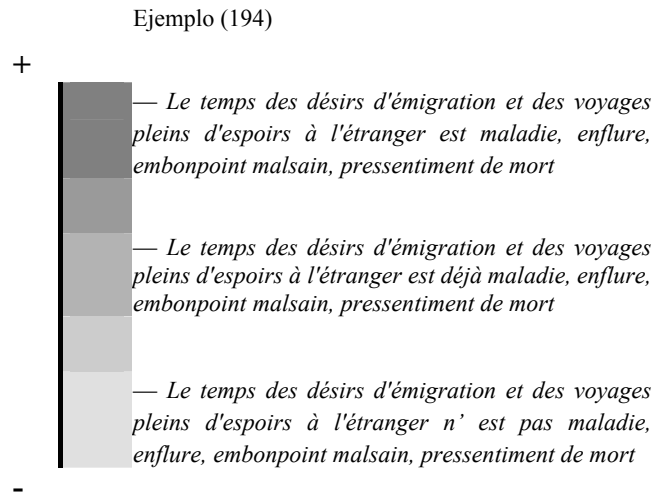 Ejemplo (194)
+
— Le temps des désirs d'émigration et des voyages
pleins d'espoirs à l'étranger est maladie, enflure,
embonpoint malsain, pressentiment de mort
— Le temps des désirs d'émigration et des voyages
pleins d'espoirs à l'étranger est déjà maladie, enflure,
embonpoint malsain, pressentiment de mort
— Le temps des désirs d'émigration et des voyages
pleins d'espoirs à l'étranger n’ est pas maladie,
enflure, embonpoint malsain, pressentiment de mort
-